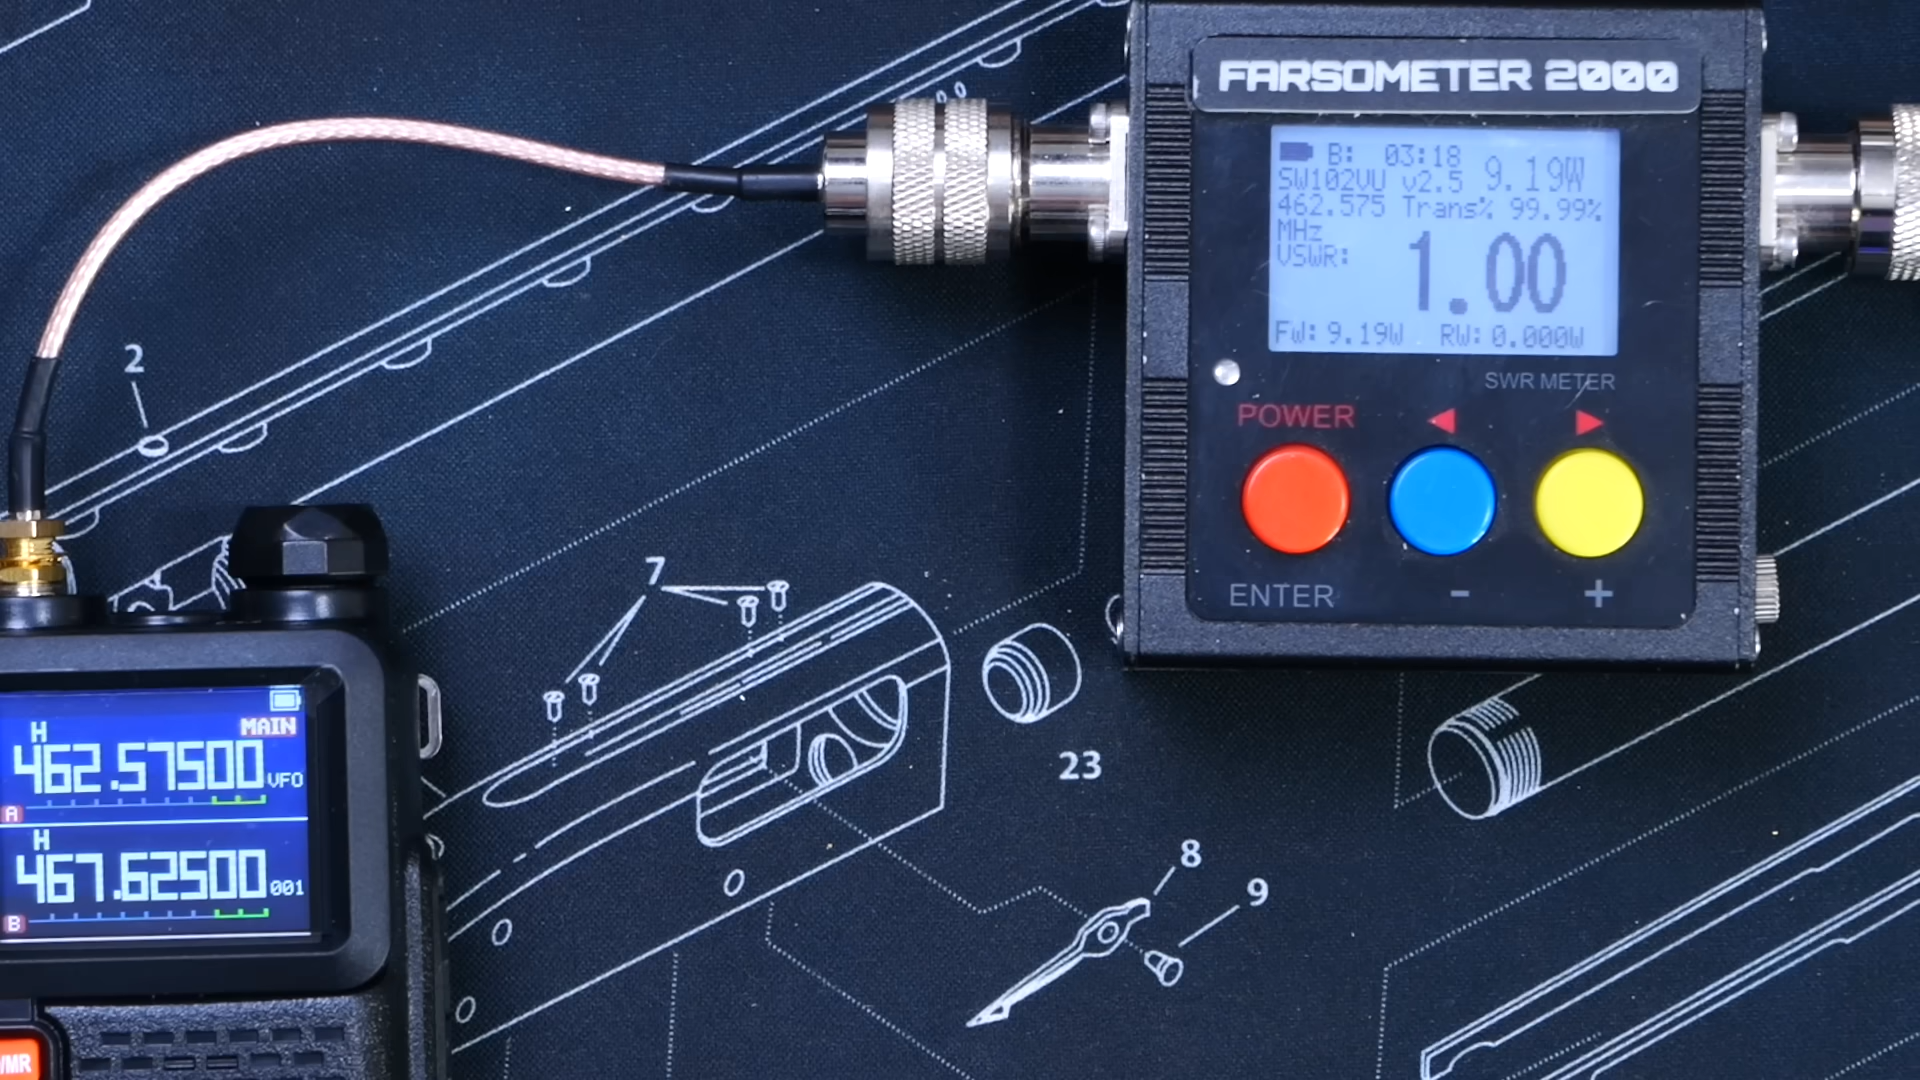 FARSOMETER 2000
B: 03:18
SW102VU v2.5 9.19W
462.575 Trans% 99.99%
MHz
VSWR: 1.00
FW: 9.19W RW: 0.000W
SWR METER
POWER
ENTER - +
2
7
23
8
9
MAIN
H
462.57500 VFO
A
H
467.62500 001
B
/MR